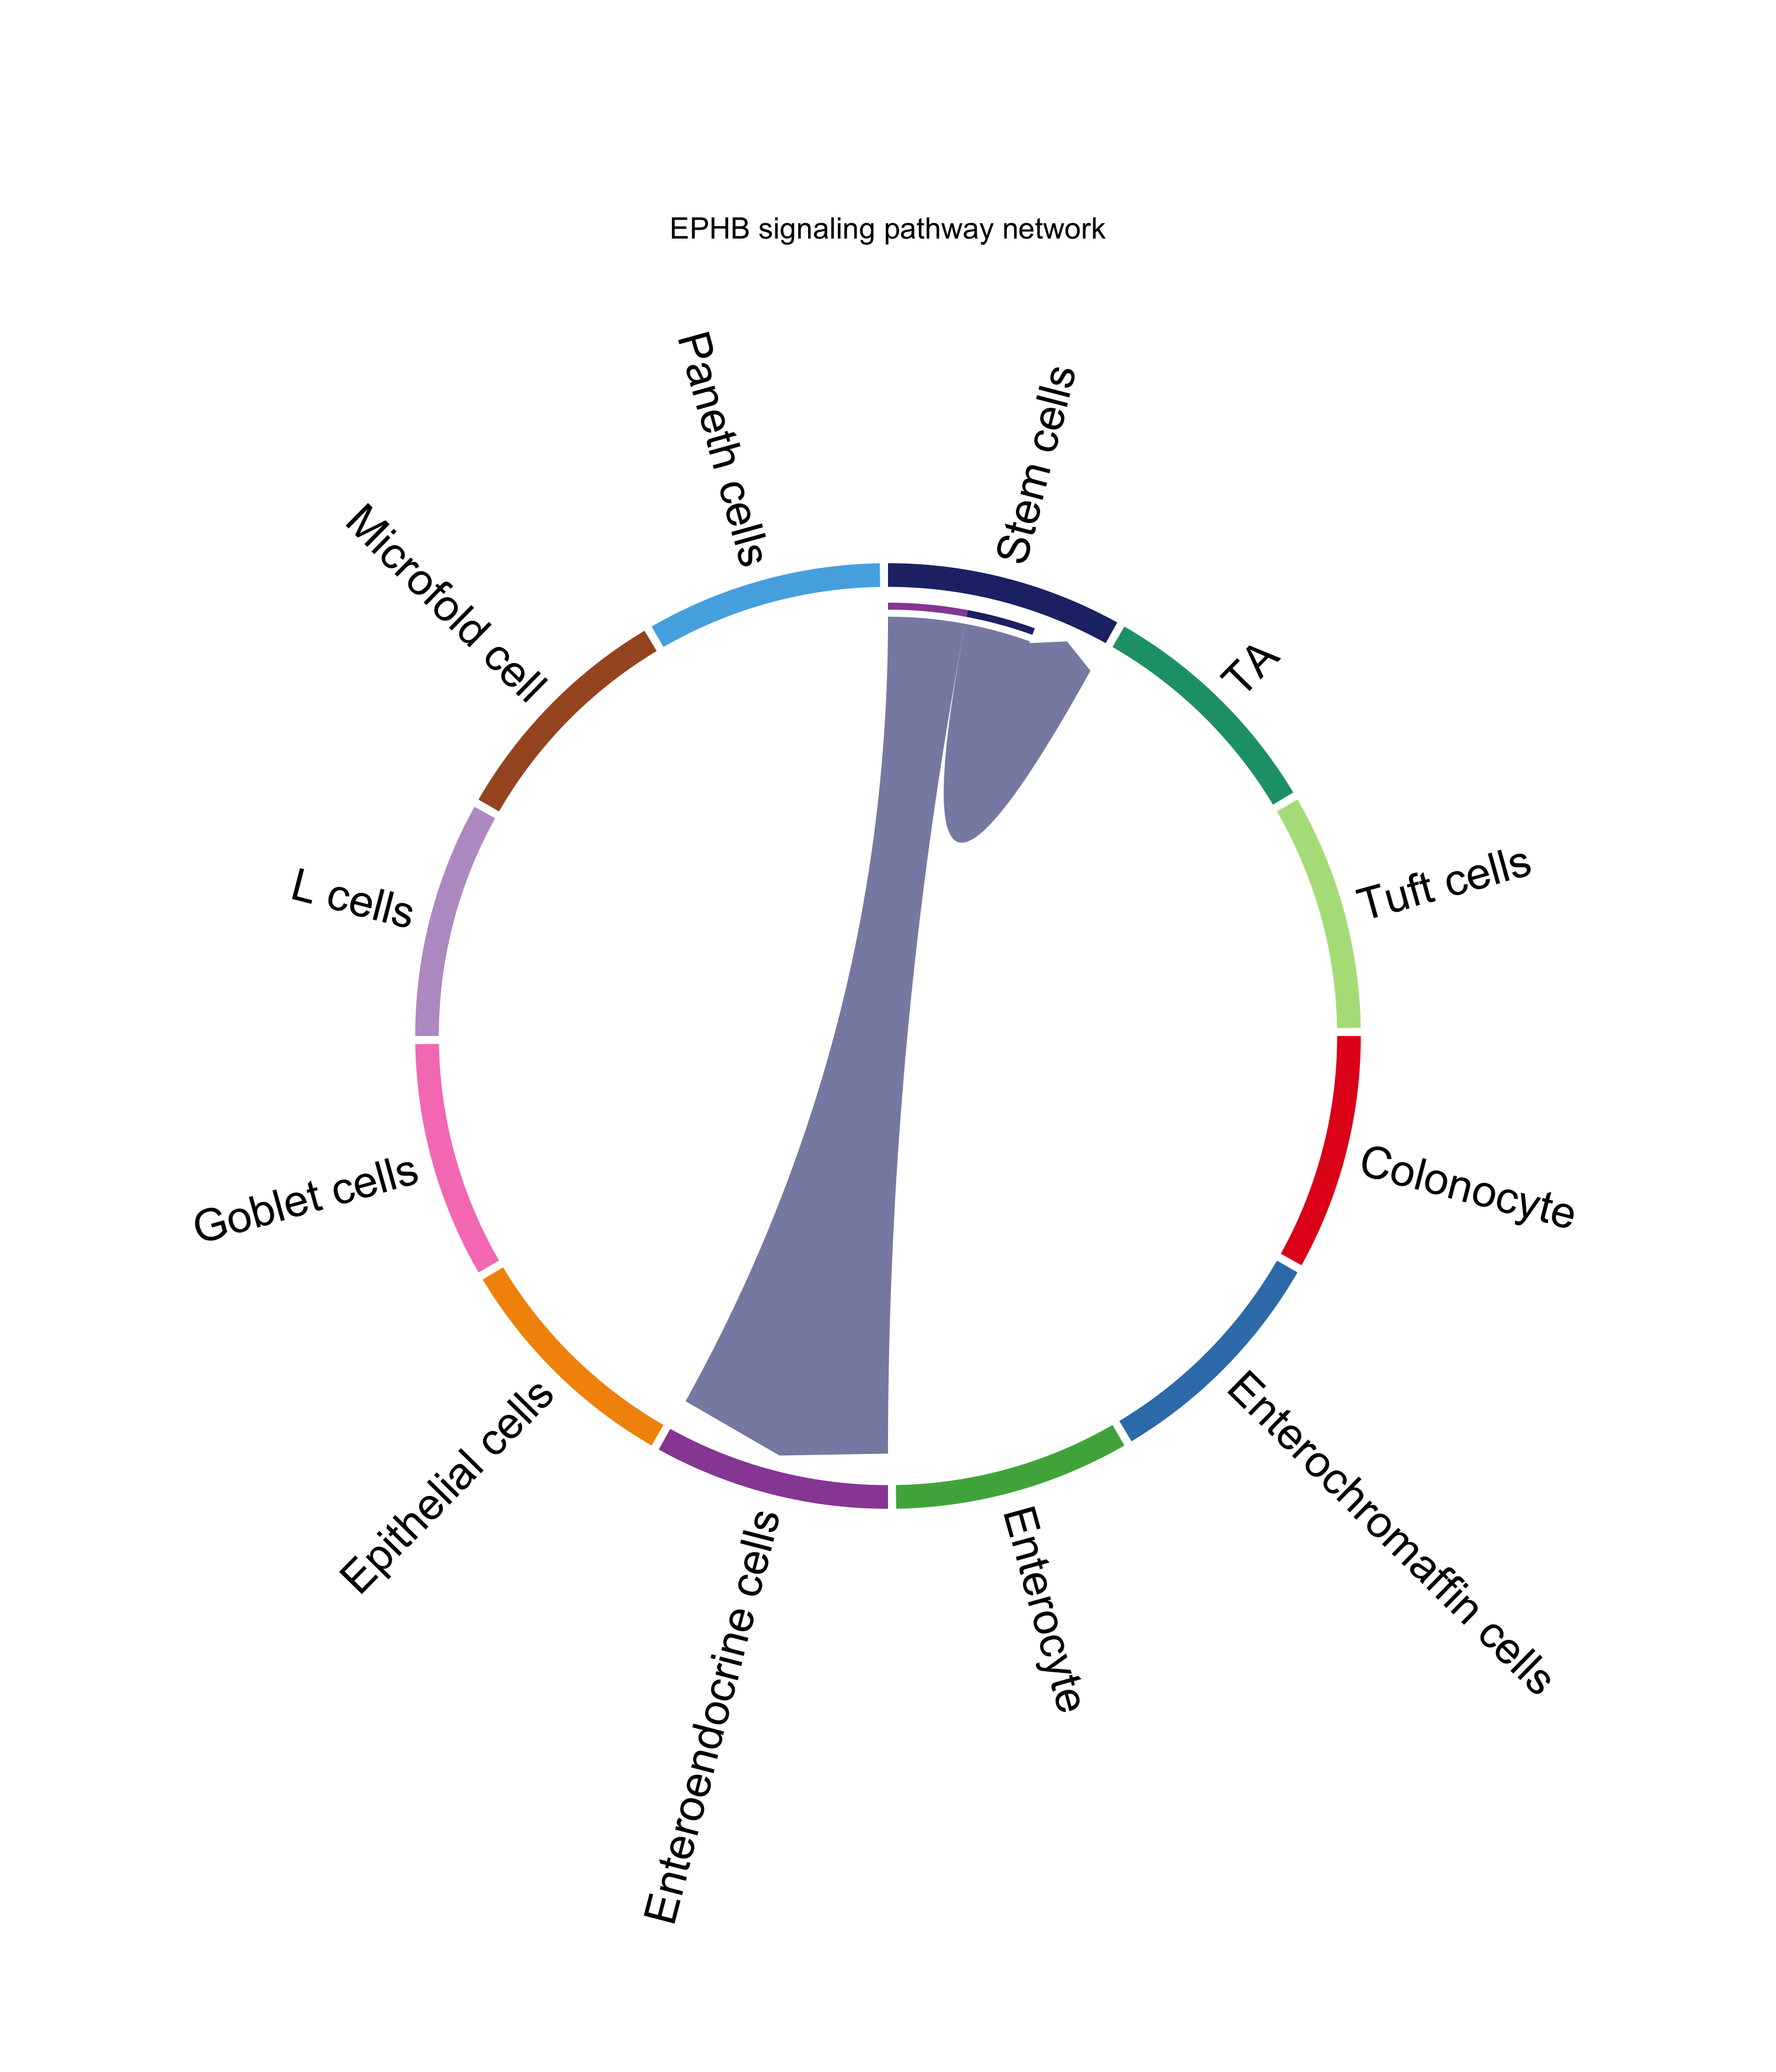 EPHB signaling pathway network
Paneth cells
Stem cells
Microfold cell
TA
L cells
Tuft cells
Goblet cells
Colonocyte
Epithelial cells
Enterochromaffin cells
Enteroendocrine cells
Enterocyte